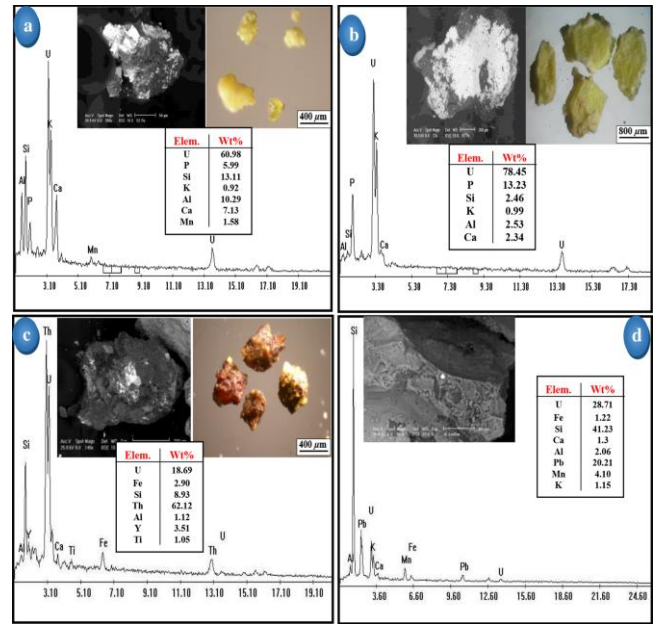 a
U
K
Si
Al
P
Ca
Mn
U
400 µm
Elem. Wt%
U 60.98
P 5.99
Si 13.11
K 0.92
Al 10.29
Ca 7.13
Mn 1.58
3.10 5.10 7.10 9.10 11.10 13.10 15.10 17.10 19.10
b
U
K
P
Si
Al
Ca
U
800 µm
Elem. Wt%
U 78.45
P 13.23
Si 2.46
K 0.99
Al 2.53
Ca 2.34
1.30 3.30 5.30 7.30 9.30 11.30 13.30 15.30 17.30
c
Th
U
Si
Al
Y
Ca
Ti
Fe
U
Th
400 µm
Elem. Wt%
U 18.69
Fe 2.90
Si 8.93
Th 62.12
Al 1.12
Y 3.51
Ti 1.05
1.10 3.10 5.10 7.10 9.10 11.10 13.10 15.10 17.10 19.10
d
Si
Pb
U
Al
K
Ca
Fe
Mn
Pb
U
Elem. Wt%
U 28.71
Fe 1.22
Si 41.23
Ca 1.3
Al 2.06
Pb 20.21
Mn 4.10
K 1.15
3.60 6.60 9.60 12.60 15.60 18.60 21.60 24.60